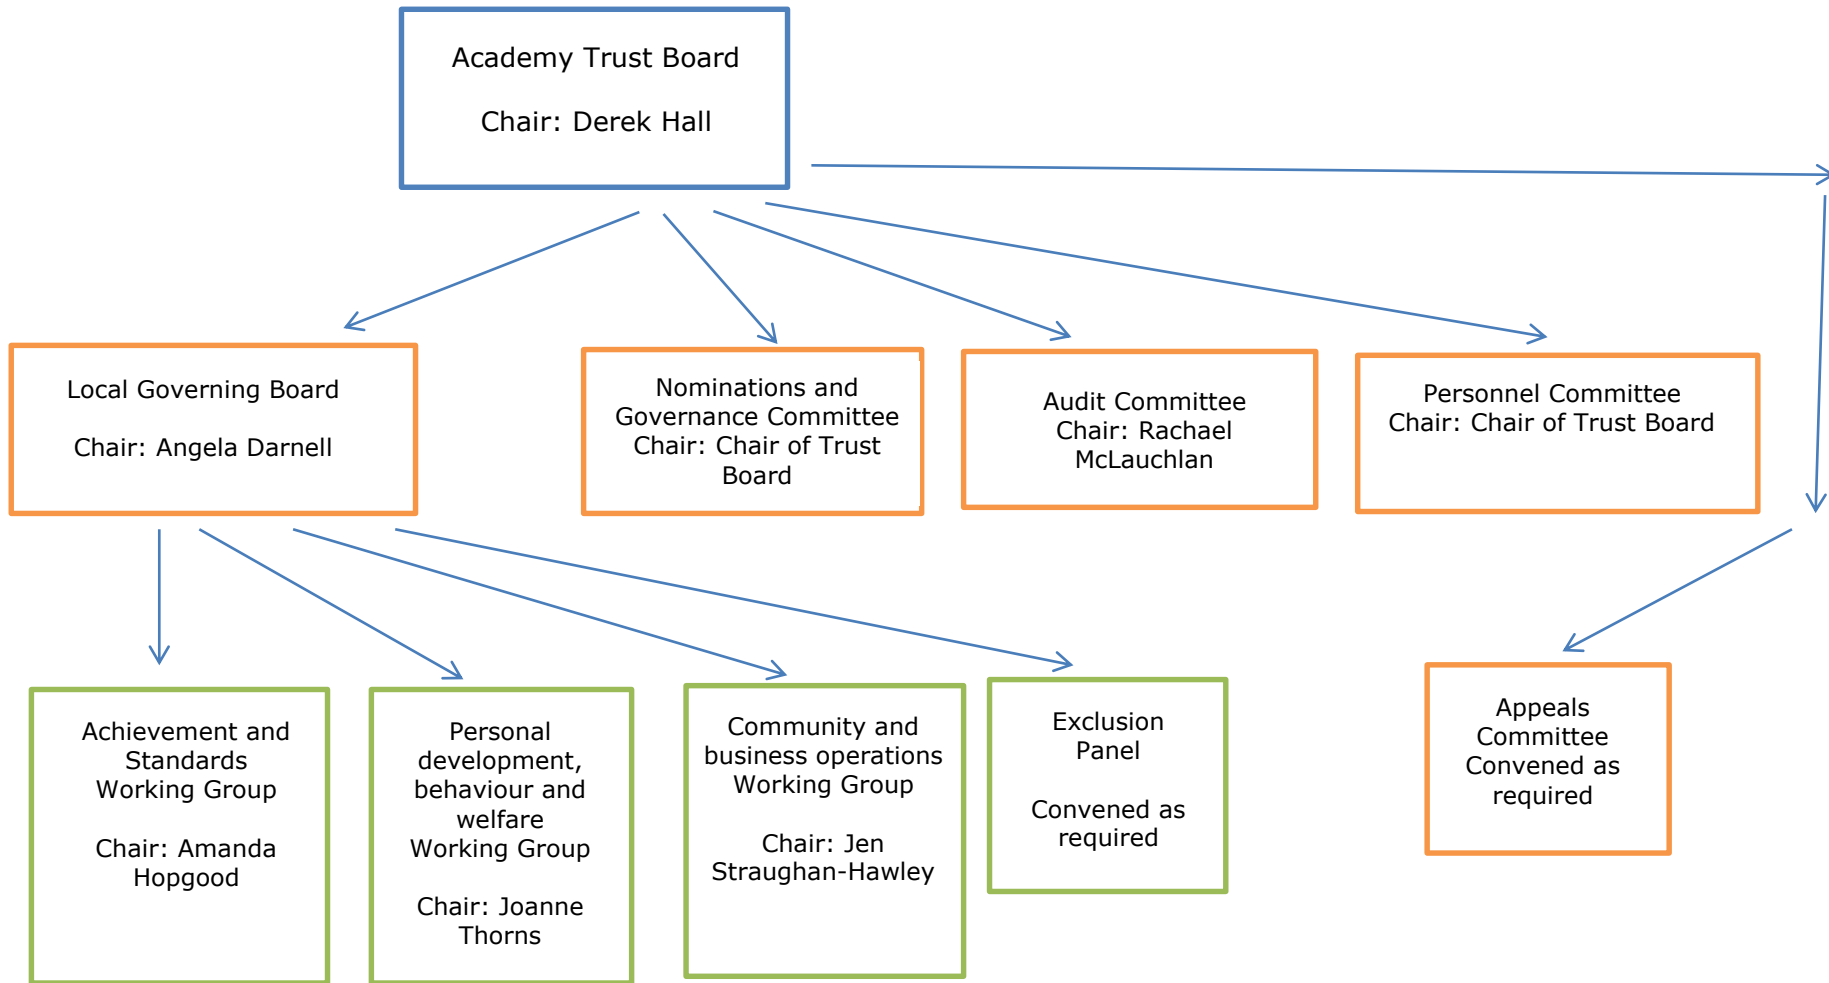 Academy Trust Board
Chair: Derek Hall
Local Governing Board
Chair: Angela Darnell
Nominations and
Governance Committee
Chair: Chair of Trust
Board
Audit Committee
Chair: Rachael
McLauchlan
Personnel Committee
Chair: Chair of Trust Board
Achievement and
Standards
Working Group
Chair: Amanda
Hopgood
Personal
development,
behaviour and
welfare
Working Group
Chair: Joanne
Thorns
Community and
business operations
Working Group
Chair: Jen
Straughan-Hawley
Exclusion
Panel
Convened as
required
Appeals
Committee
Convened as
required